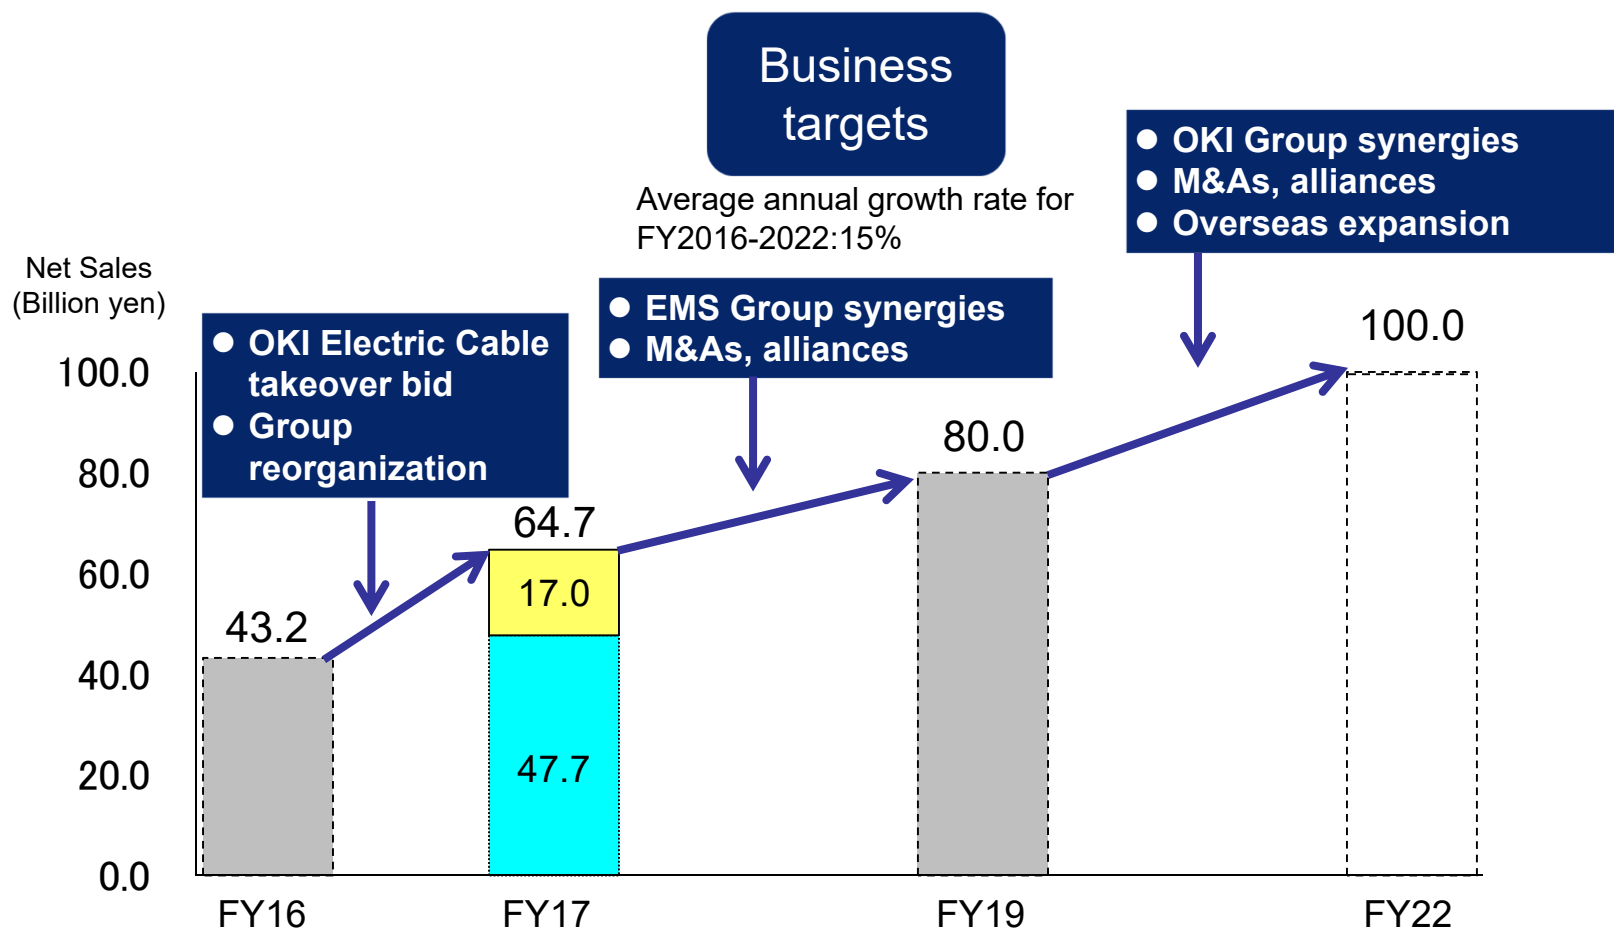 Business
targets
Average annual growth rate for
FY2016-2022:15%
● OKI Group synergies
● M&As, alliances
● Overseas expansion
Net Sales
(Billion yen)
● OKI Electric Cable
takeover bid
● Group
reorganization
● EMS Group synergies
● M&As, alliances
100.0
80.0
60.0
40.0
20.0
0.0
43.2
64.7
17.0
47.7
80.0
100.0
FY16
FY17
FY19
FY22